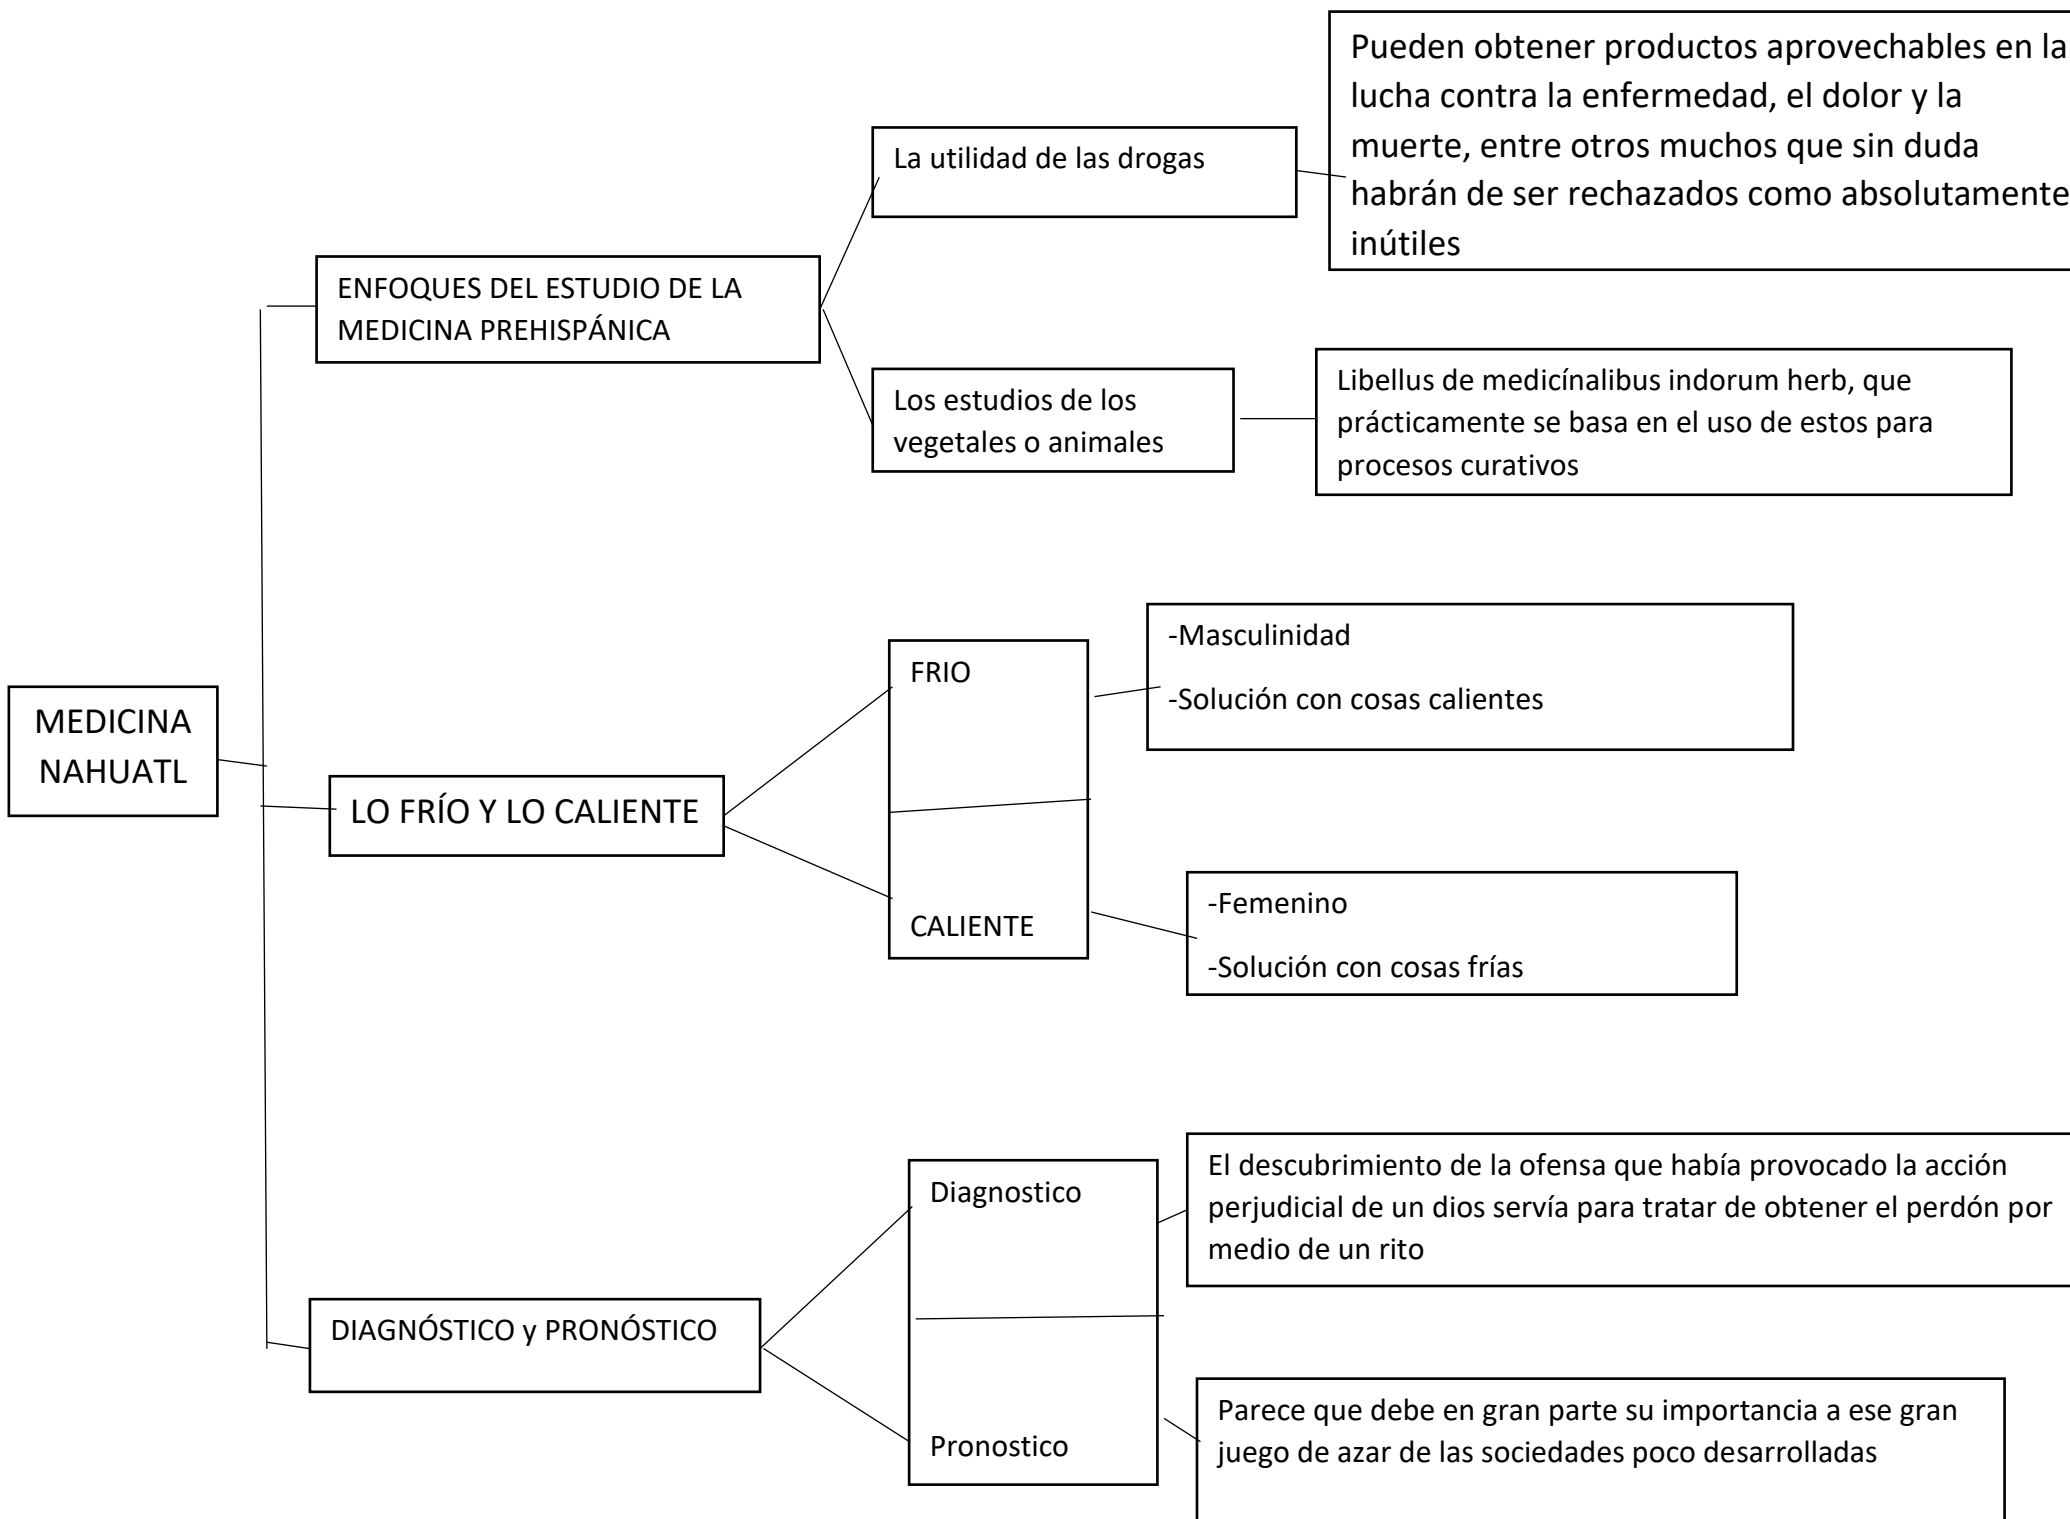 MEDICINA
NAHUATL
ENFOQUES DEL ESTUDIO DE LA
MEDICINA PREHISPÁNICA
La utilidad de las drogas
Pueden obtener productos aprovechables en la
lucha contra la enfermedad, el dolor y la
muerte, entre otros muchos que sin duda
habrán de ser rechazados como absolutamente
inútiles
Los estudios de los
vegetales o animales
Libellus de medicínalibus indorum herb, que
prácticamente se basa en el uso de estos para
procesos curativos
LO FRÍO Y LO CALIENTE
FRIO
-Masculinidad
-Solución con cosas calientes
CALIENTE
-Femenino
-Solución con cosas frías
DIAGNÓSTICO y PRONÓSTICO
Diagnostico
El descubrimiento de la ofensa que había provocado la acción
perjudicial de un dios servía para tratar de obtener el perdón por
medio de un rito
Pronostico
Parece que debe en gran parte su importancia a ese gran
juego de azar de las sociedades poco desarrolladas